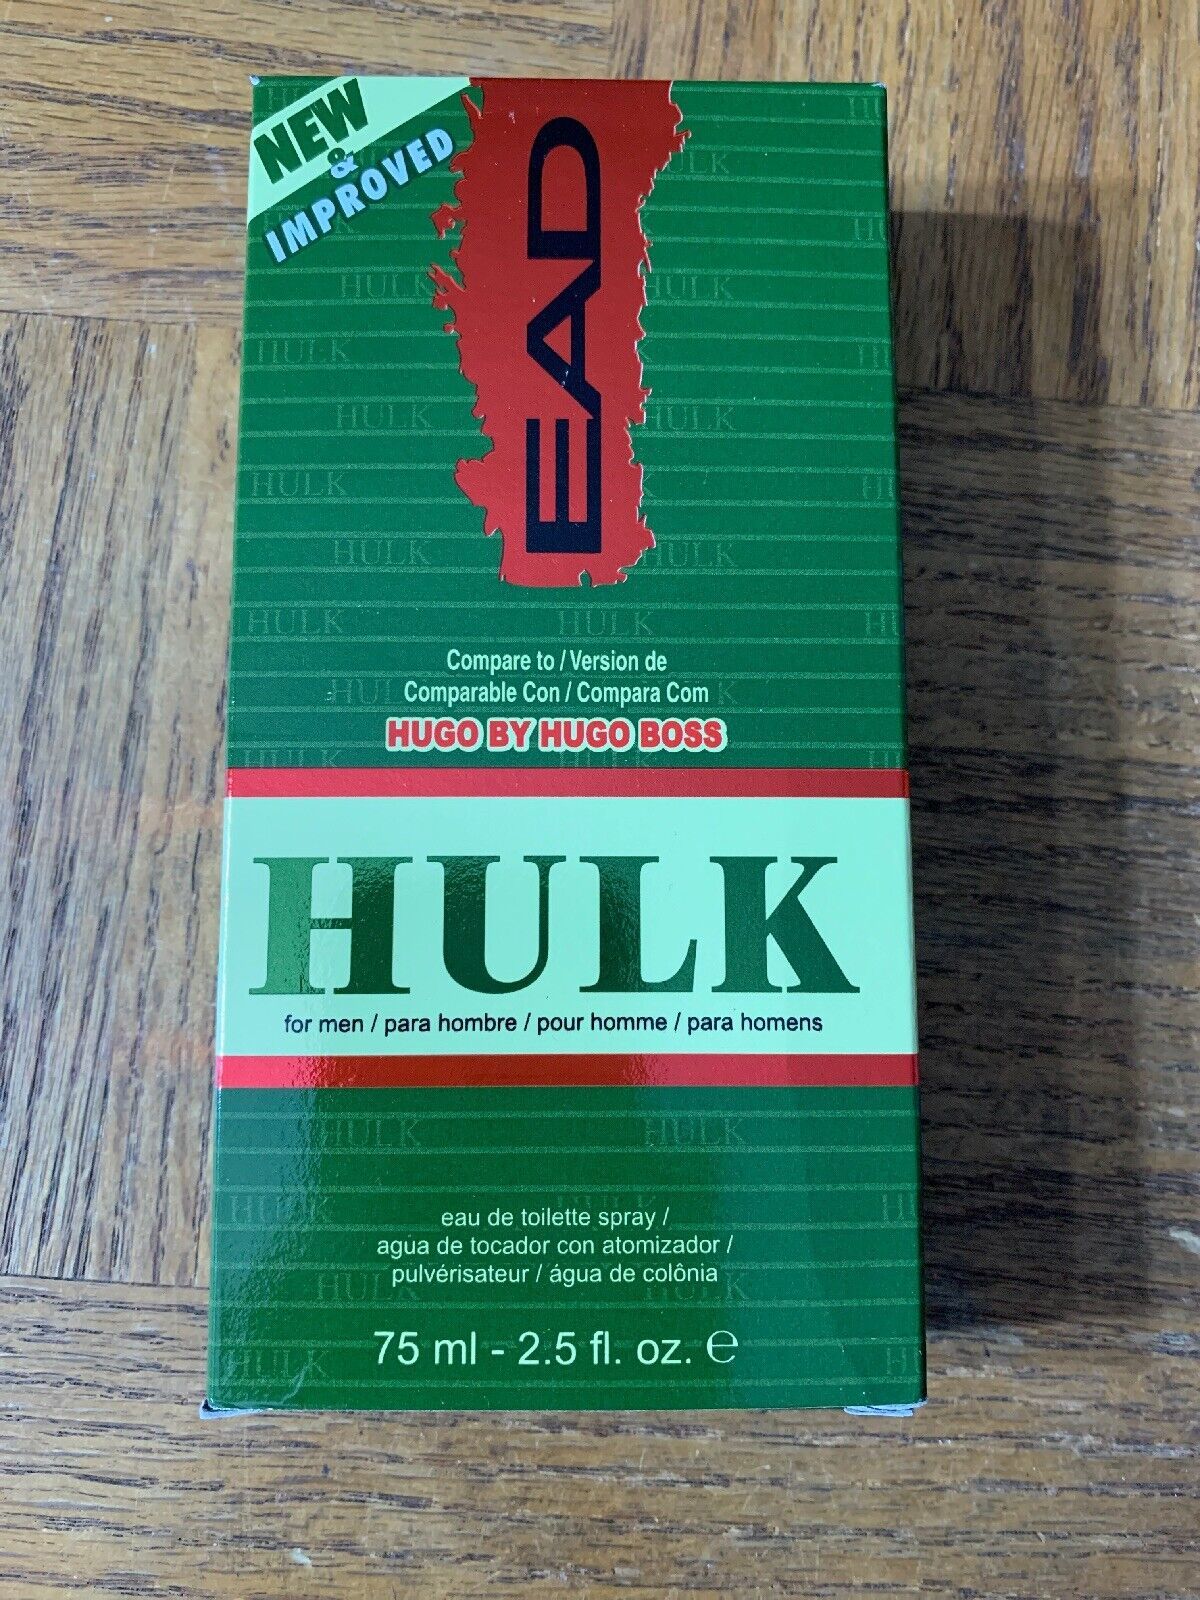 NEW
&
IMPROVED
EAD
Compare to / Version de
Comparable Con / Compara Com
HUGO BY HUGO BOSS
HULK
for men / para hombre / pour homme / para homens
eau de toilette spray /
agua de tocador con atomizador /
pulvérisateur / água de colônia
75 ml - 2.5 fl. oz. ℮